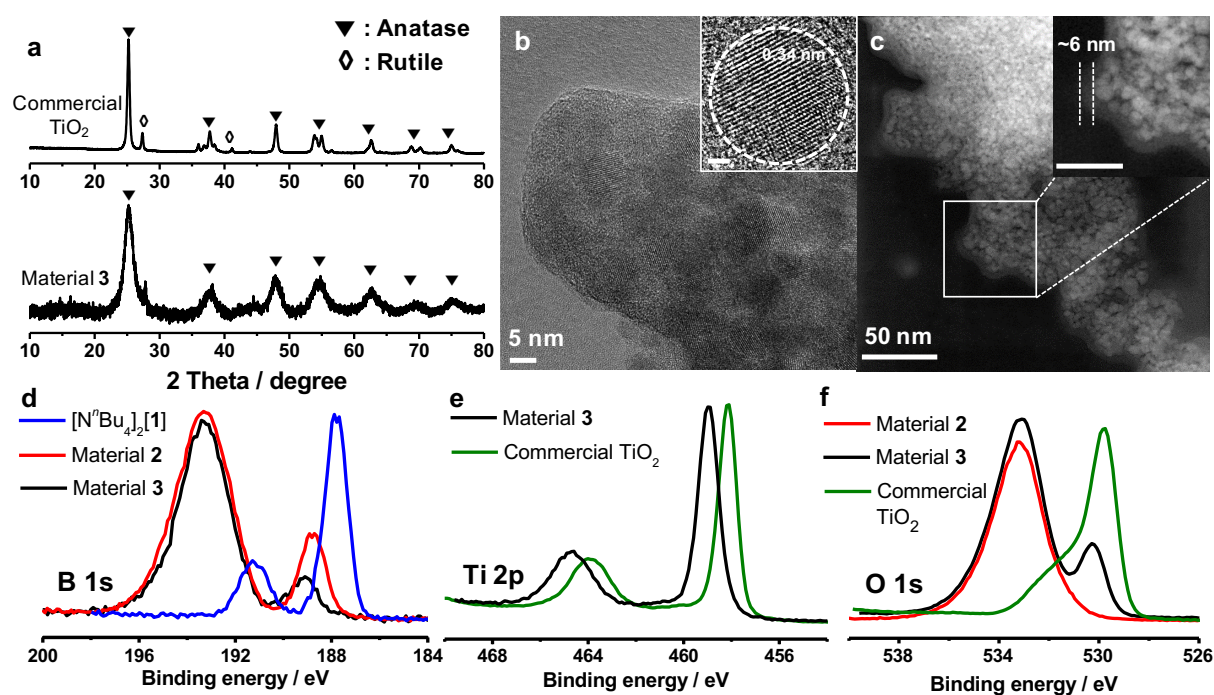 a
▼ : Anatase
◊ : Rutile
Commercial
TiO₂
10 20 30 40 50 60 70 80
Material 3
10 20 30 40 50 60 70 80
2 Theta / degree
b
0.34 nm
5 nm
c
~6 nm
50 nm
d
[NⁿBu₄]₂[1]
Material 2
Material 3
B 1s
200 196 192 188 184
Binding energy / eV
e
Material 3
Commercial TiO₂
Ti 2p
468 464 460 456
Binding energy / eV
f
Material 2
Material 3
Commercial
TiO₂
O 1s
538 534 530 526
Binding energy / eV